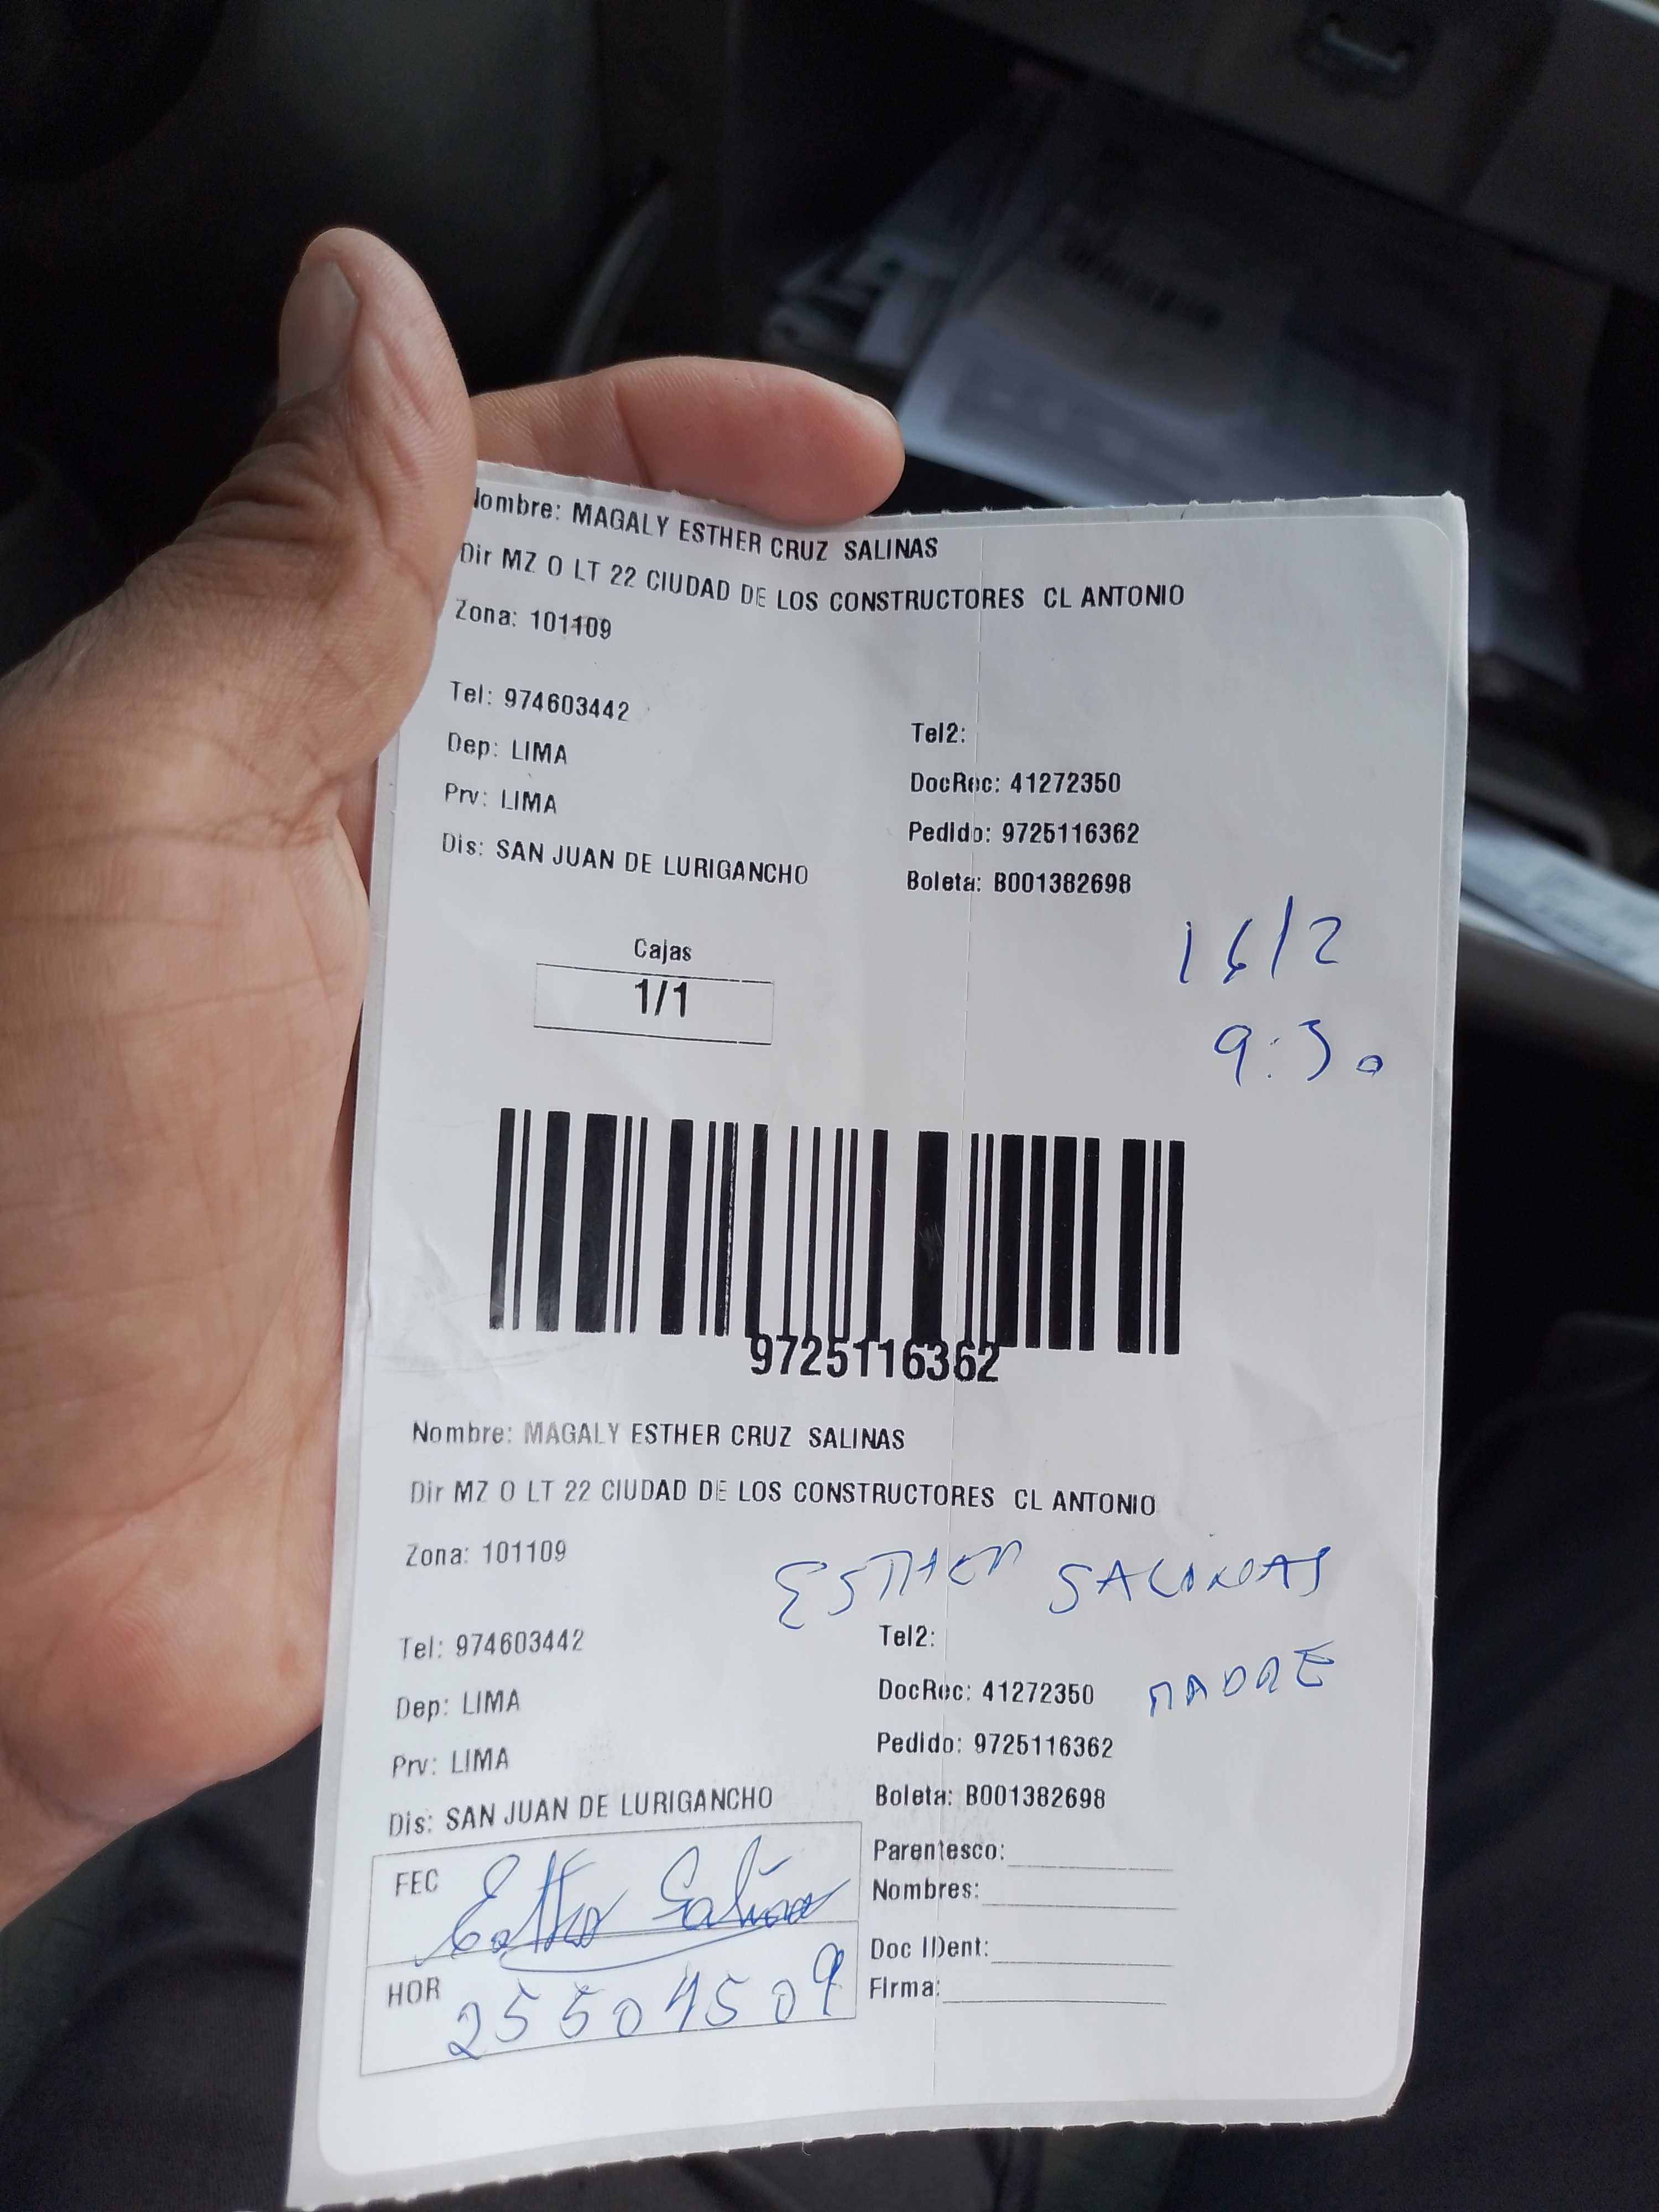 Nombre: MAGALY ESTHER CRUZ SALINAS
Dir MZ O LT 22 CIUDAD DE LOS CONSTRUCTORES CL ANTONIO
Zona: 101109
Tel: 974603442
Tel2:
Dep: LIMA
DocRec: 41272350
Prv: LIMA
Pedido: 9725116362
Dis: SAN JUAN DE LURIGANCHO
Boleta: B001382698
16/2
Cajas
1/1
9:30
9725116362
Nombre: MAGALY ESTHER CRUZ SALINAS
Dir MZ O LT 22 CIUDAD DE LOS CONSTRUCTORES CL ANTONIO
Zona: 101109
ESTHER SALINAS
Tel: 974603442
Tel2:
MADRE
Dep: LIMA
DocRec: 41272350
Prv: LIMA
Pedido: 9725116362
Dis: SAN JUAN DE LURIGANCHO
Boleta: B001382698
FEC
Esther Salinas
Parentesco:
Nombres:
HOR
25504509
Doc IDent:
Firma: